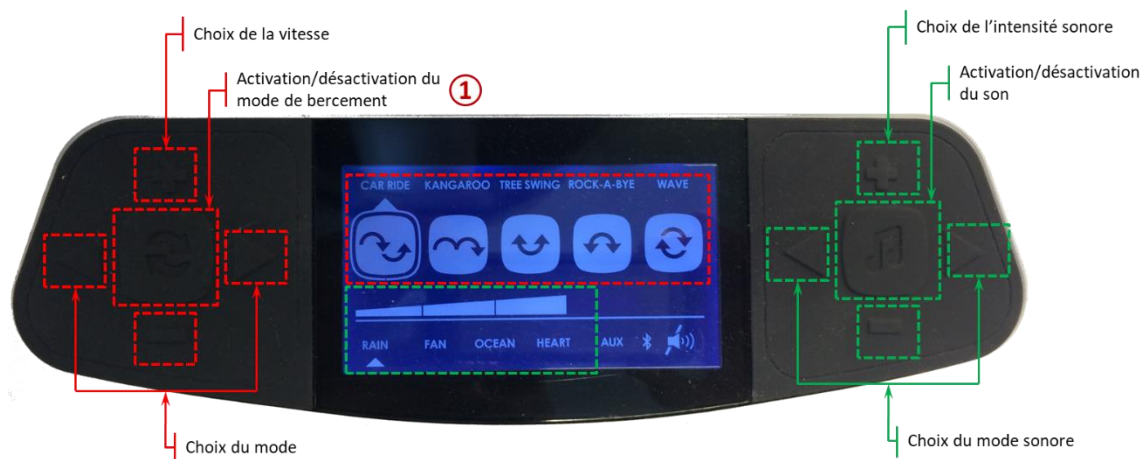 Choix de la vitesse
Choix de l'intensité sonore
Activation/désactivation du
mode de bercement
①
Activation/désactivation
du son
CAR RIDE KANGAROO TREE SWING ROCK-A-BYE WAVE
RAIN FAN OCEAN HEART AUX
Choix du mode
Choix du mode sonore